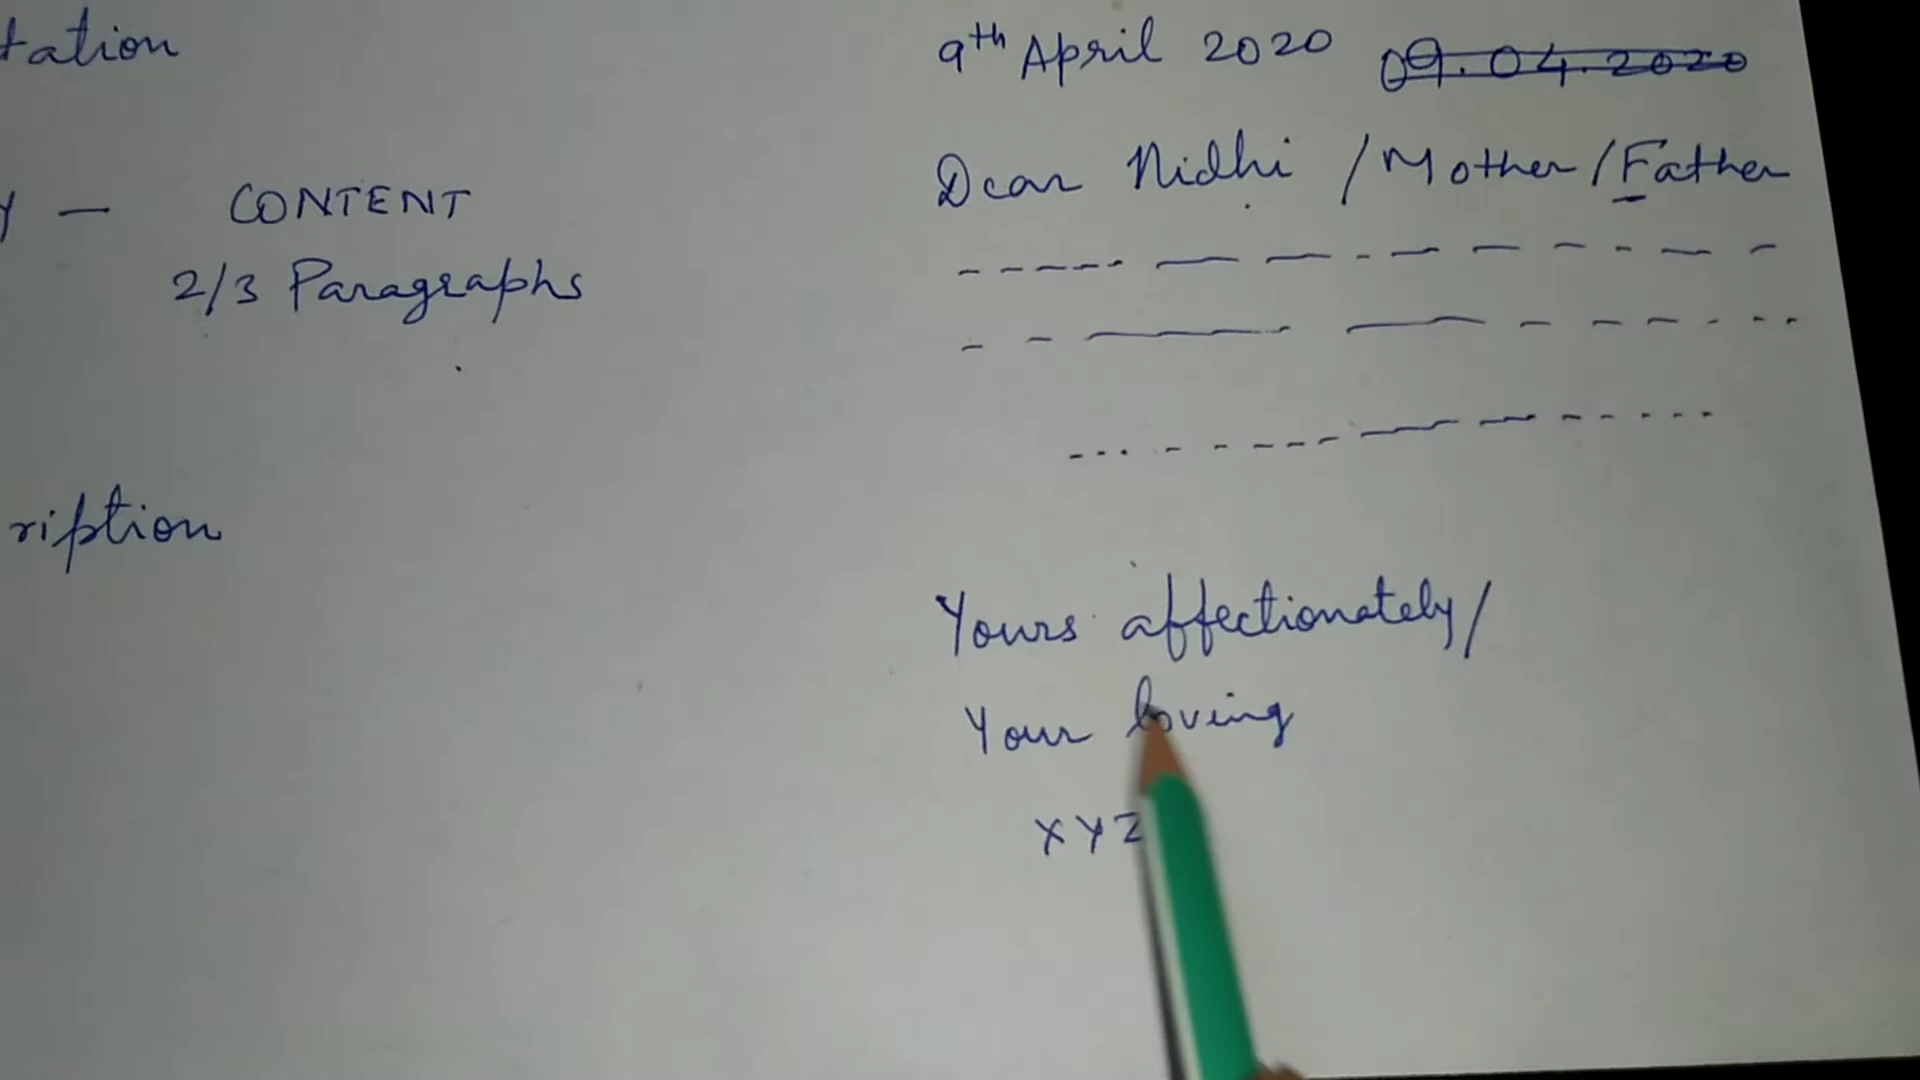 tation
9th April 2020 09.04.2020
Dear Nidhi / Mother / Father
y — CONTENT
2/3 Paragraphs
ription
Yours affectionately /
Your loving
XYZ